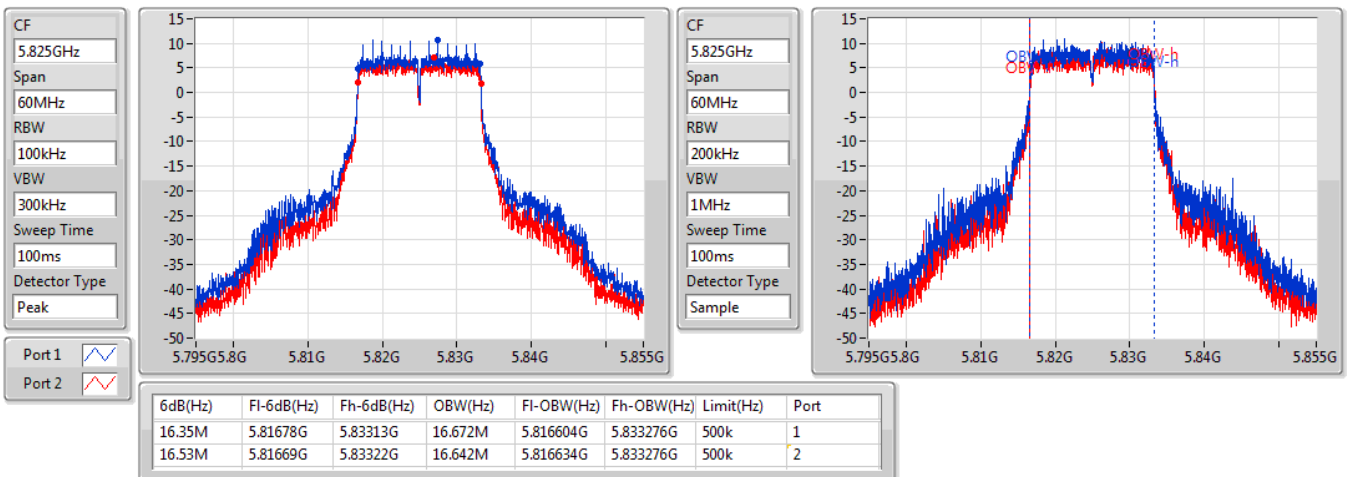 CF
5.825GHz
Span
60MHz
RBW
100kHz
VBW
300kHz
Sweep Time
100ms
Detector Type
Peak
Port 1
Port 2
15
10
5
0
-5
-10
-15
-20
-25
-30
-35
-40
-45
-50
5.795G 5.8G 5.81G 5.82G 5.83G 5.84G 5.855G
CF
5.825GHz
Span
60MHz
RBW
200kHz
VBW
1MHz
Sweep Time
100ms
Detector Type
Sample
15
10
5
0
-5
-10
-15
-20
-25
-30
-35
-40
-45
-50
5.795G 5.8G 5.81G 5.82G 5.83G 5.84G 5.855G
6dB(Hz) Fl-6dB(Hz) Fh-6dB(Hz) OBW(Hz) Fl-OBW(Hz) Fh-OBW(Hz) Limit(Hz) Port
16.35M 5.81678G 5.83313G 16.672M 5.816604G 5.833276G 500k 1
16.53M 5.81669G 5.83322G 16.642M 5.816634G 5.833276G 500k 2